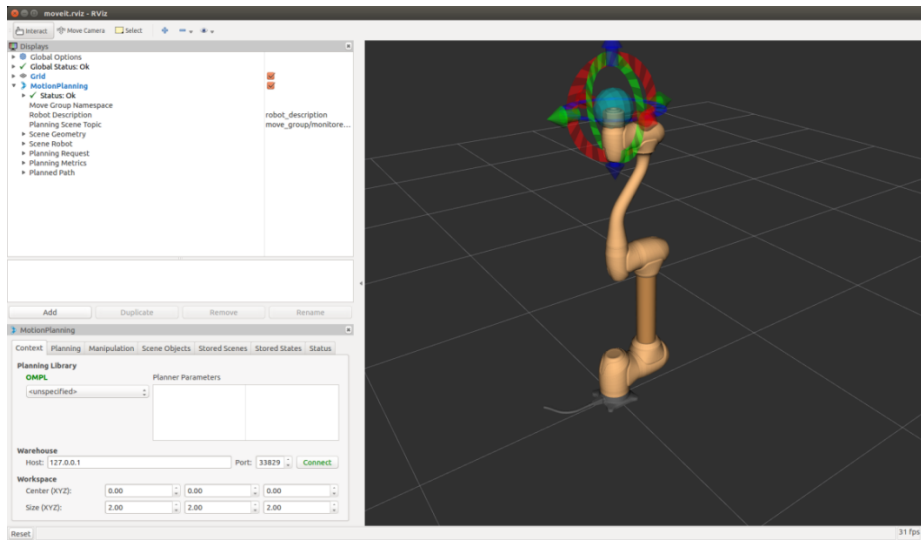 moveit.rviz - RViz
Interact Move Camera Select
Displays
Global Options
Global Status: Ok
Grid
MotionPlanning
Status: Ok
Move Group Namespace
Robot Description robot_description
Planning Scene Topic move_group/monitore...
Scene Geometry
Scene Robot
Planning Request
Planning Metrics
Planned Path
Add Duplicate Remove Rename
MotionPlanning
Context Planning Manipulation Scene Objects Stored Scenes Stored States Status
Planning Library
OMPL Planner Parameters
<unspecified>
Warehouse
Host: 127.0.0.1 Port: 33829 Connect
Workspace
Center (XYZ): 0.00 0.00 0.00
Size (XYZ): 2.00 2.00 2.00
Reset 31 fps